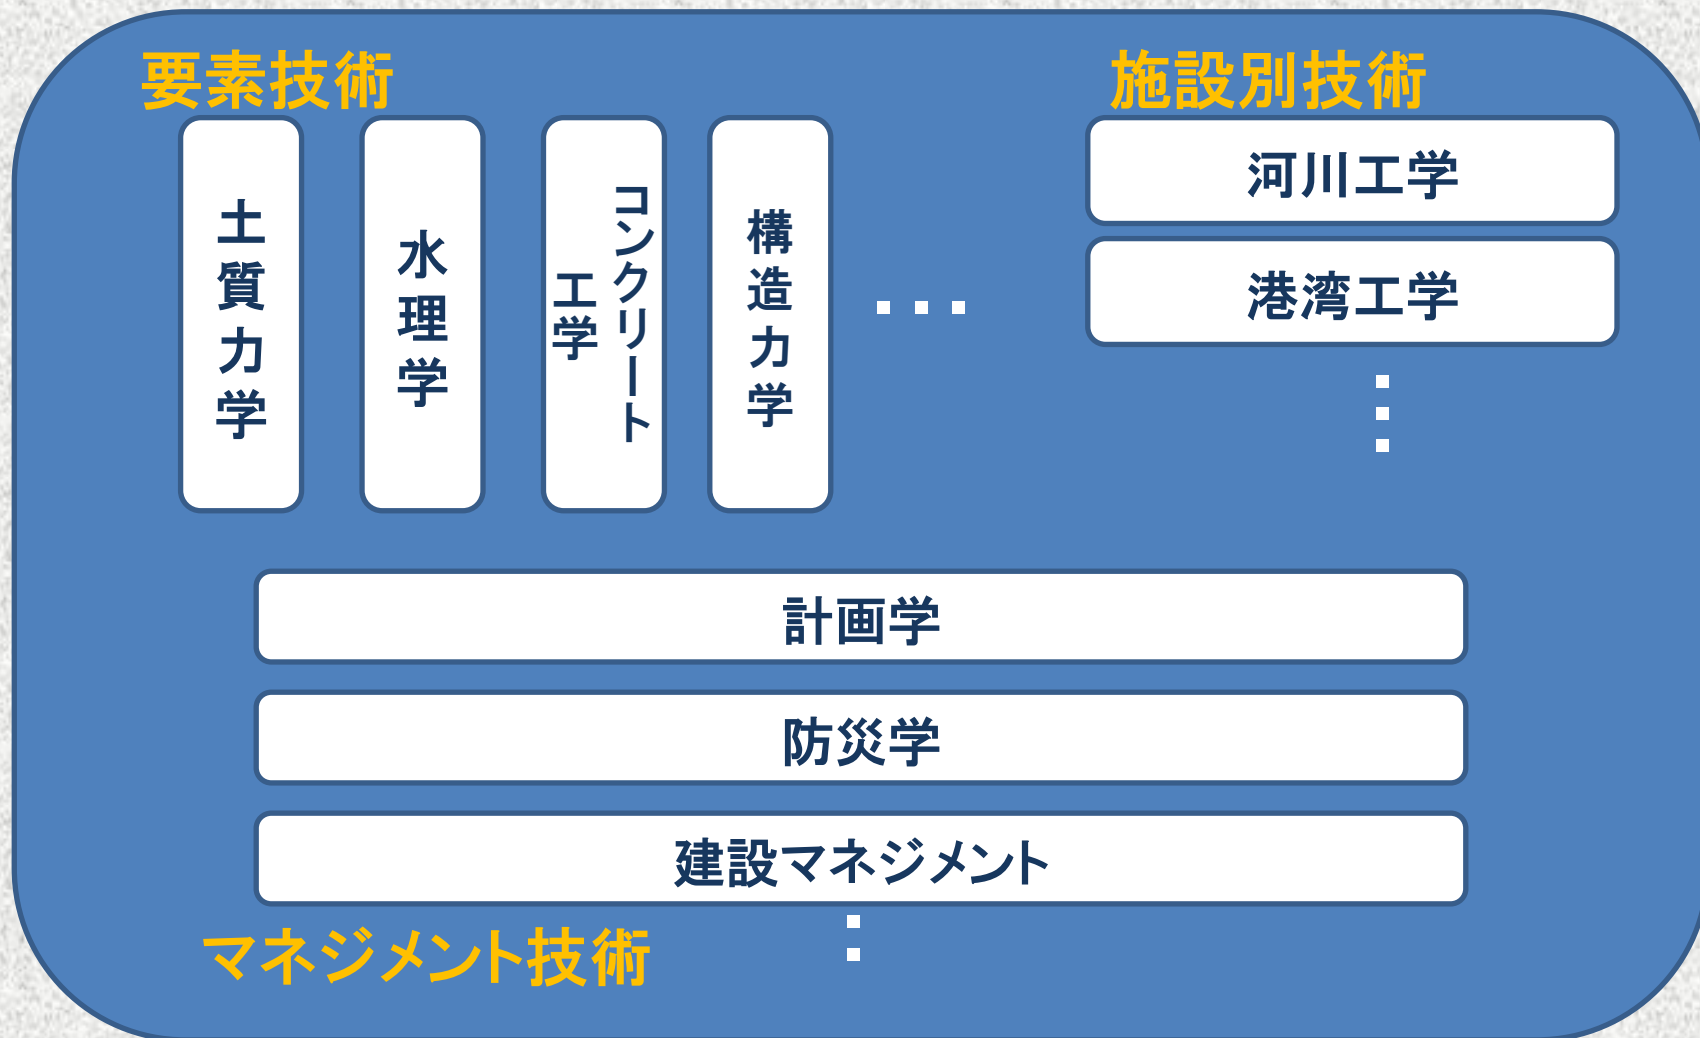 要素技術
土質力学
水理学
コンクリート
工学
構造力学
・・・
施設別技術
河川工学
港湾工学
・・・
計画学
防災学
建設マネジメント
・・
マネジメント技術